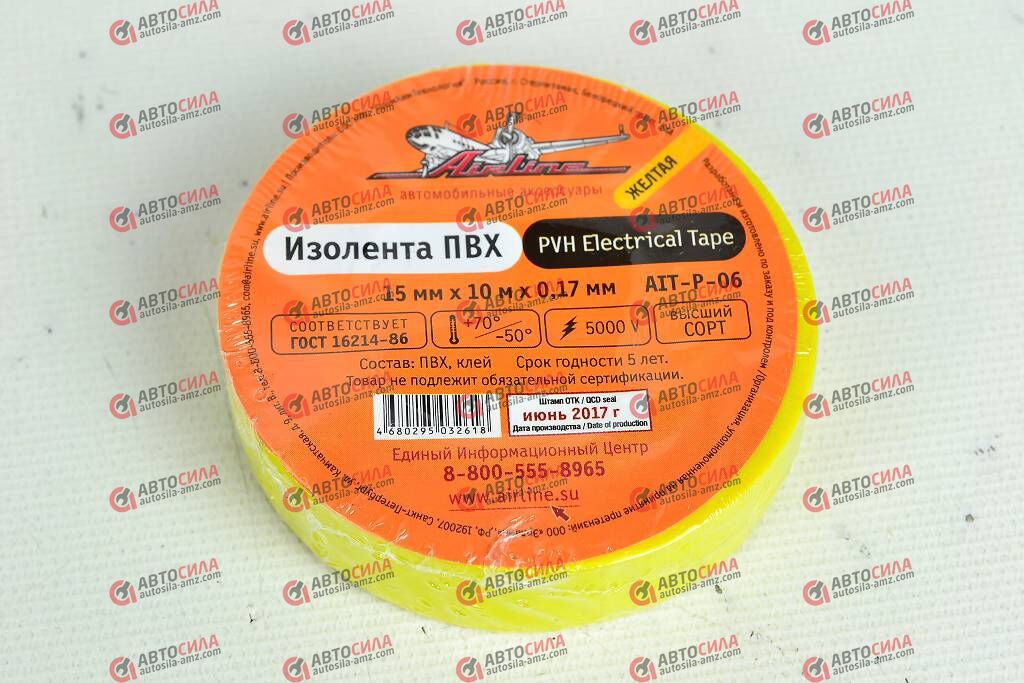 AirLine
автомобильные аксессуары
ЖЕЛТАЯ
Изолента ПВХ
PVH Electrical Tape
15 мм x 10 м x 0,17 мм
AIT-P-06
СООТВЕТСТВУЕТ
ГОСТ 16214-86
+70°
-50°
5000 V
ВЫСШИЙ
СОРТ
Состав: ПВХ, клей Срок годности 5 лет.
Товар не подлежит обязательной сертификации.
4 680295 032618
Штамп ОТК / QCD seal
июнь 2017 г
Дата производства / Date of production
Единый Информационный Центр
8-800-555-8965
www.airline.su
АВТОСИЛА
autosila-amz.com